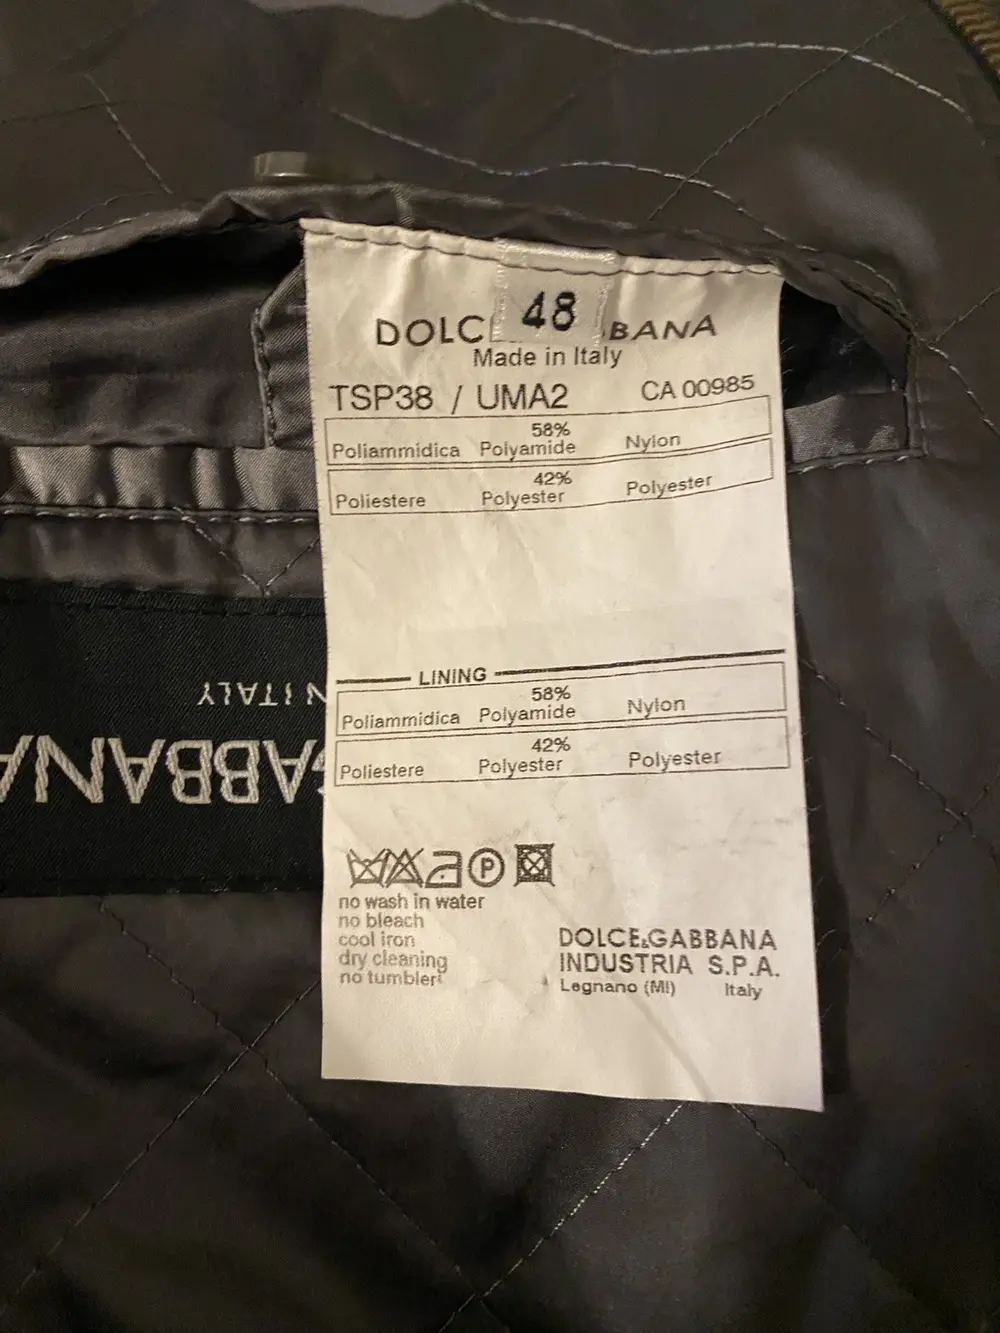 48
DOLC BANA
Made in Italy
TSP38 / UMA2 CA 00985
58%
Poliammidica Polyamide Nylon
42%
Poliestere Polyester Polyester
LINING
58%
Poliammidica Polyamide Nylon
42%
Poliestere Polyester Polyester
no wash in water
no bleach
cool iron
dry cleaning
no tumbler
P
DOLCE&GABBANA
INDUSTRIA S.P.A.
Legnano (MI) Italy
N ITALY
GABBANA